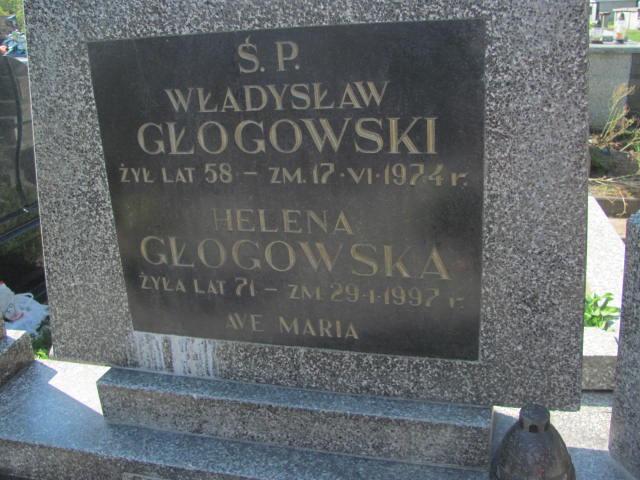 Ś.P.
WŁADYSŁAW
GŁOGOWSKI
ŻYŁ LAT 58 - ZM. 17·VI·1974 r.
HELENA
GŁOGOWSKA
ŻYŁA LAT 71 - ZM 29·I·1997 r.
AVE MARIA